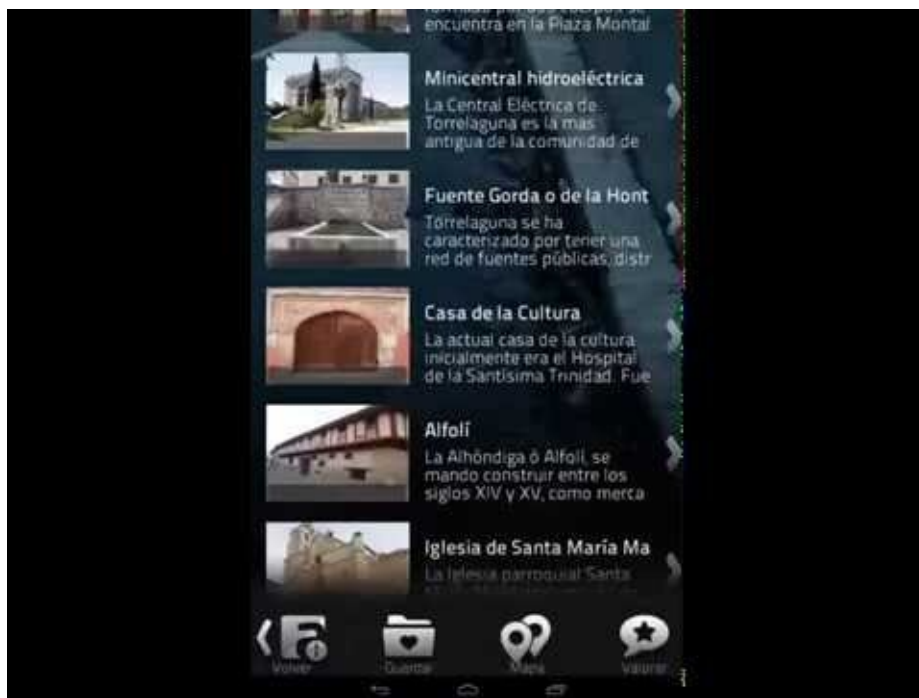 encuentra en la Plaza Montal
Minicentral hidroeléctrica
La Central Eléctrica de
Torrelaguna es la mas
antigua de la comunidad de
Fuente Gorda o de la Hont
Torrelaguna se ha
caracterizado por tener una
red de fuentes públicas, distr
Casa de la Cultura
La actual casa de la cultura
inicialmente era el Hospital
de la Santísima Trinidad. Fue
Alfolí
La Alhóndiga ó Alfolí, se
mando construir entre los
siglos XIV y XV, como merca
Iglesia de Santa María Ma
La Iglesia parroquial Santa
Volver
Guardar
Mapa
Valorar